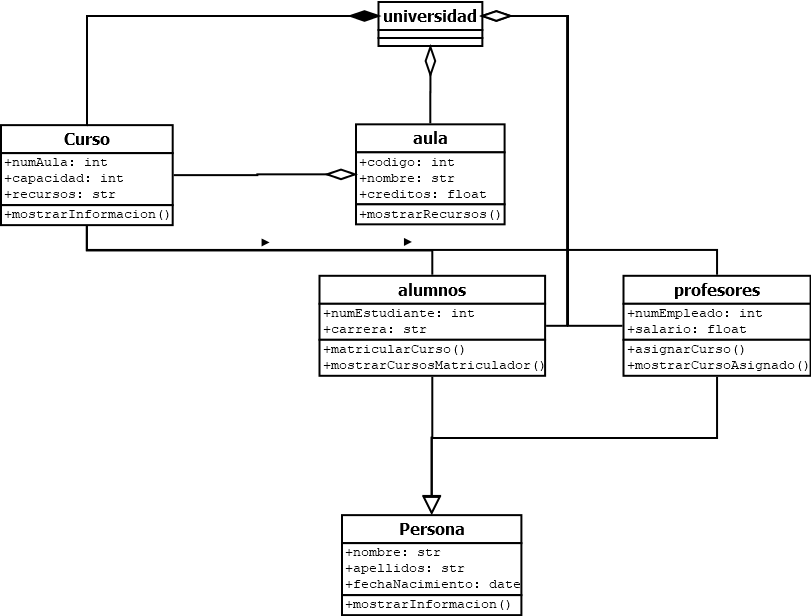 universidad
Curso
+numAula: int
+capacidad: int
+recursos: str
+mostrarInformacion()
aula
+codigo: int
+nombre: str
+creditos: float
+mostrarRecursos()
alumnos
+numEstudiante: int
+carrera: str
+matricularCurso()
+mostrarCursosMatriculador()
profesores
+numEmpleado: int
+salario: float
+asignarCurso()
+mostrarCursoAsignado()
Persona
+nombre: str
+apellidos: str
+fechaNacimiento: date
+mostrarInformacion()